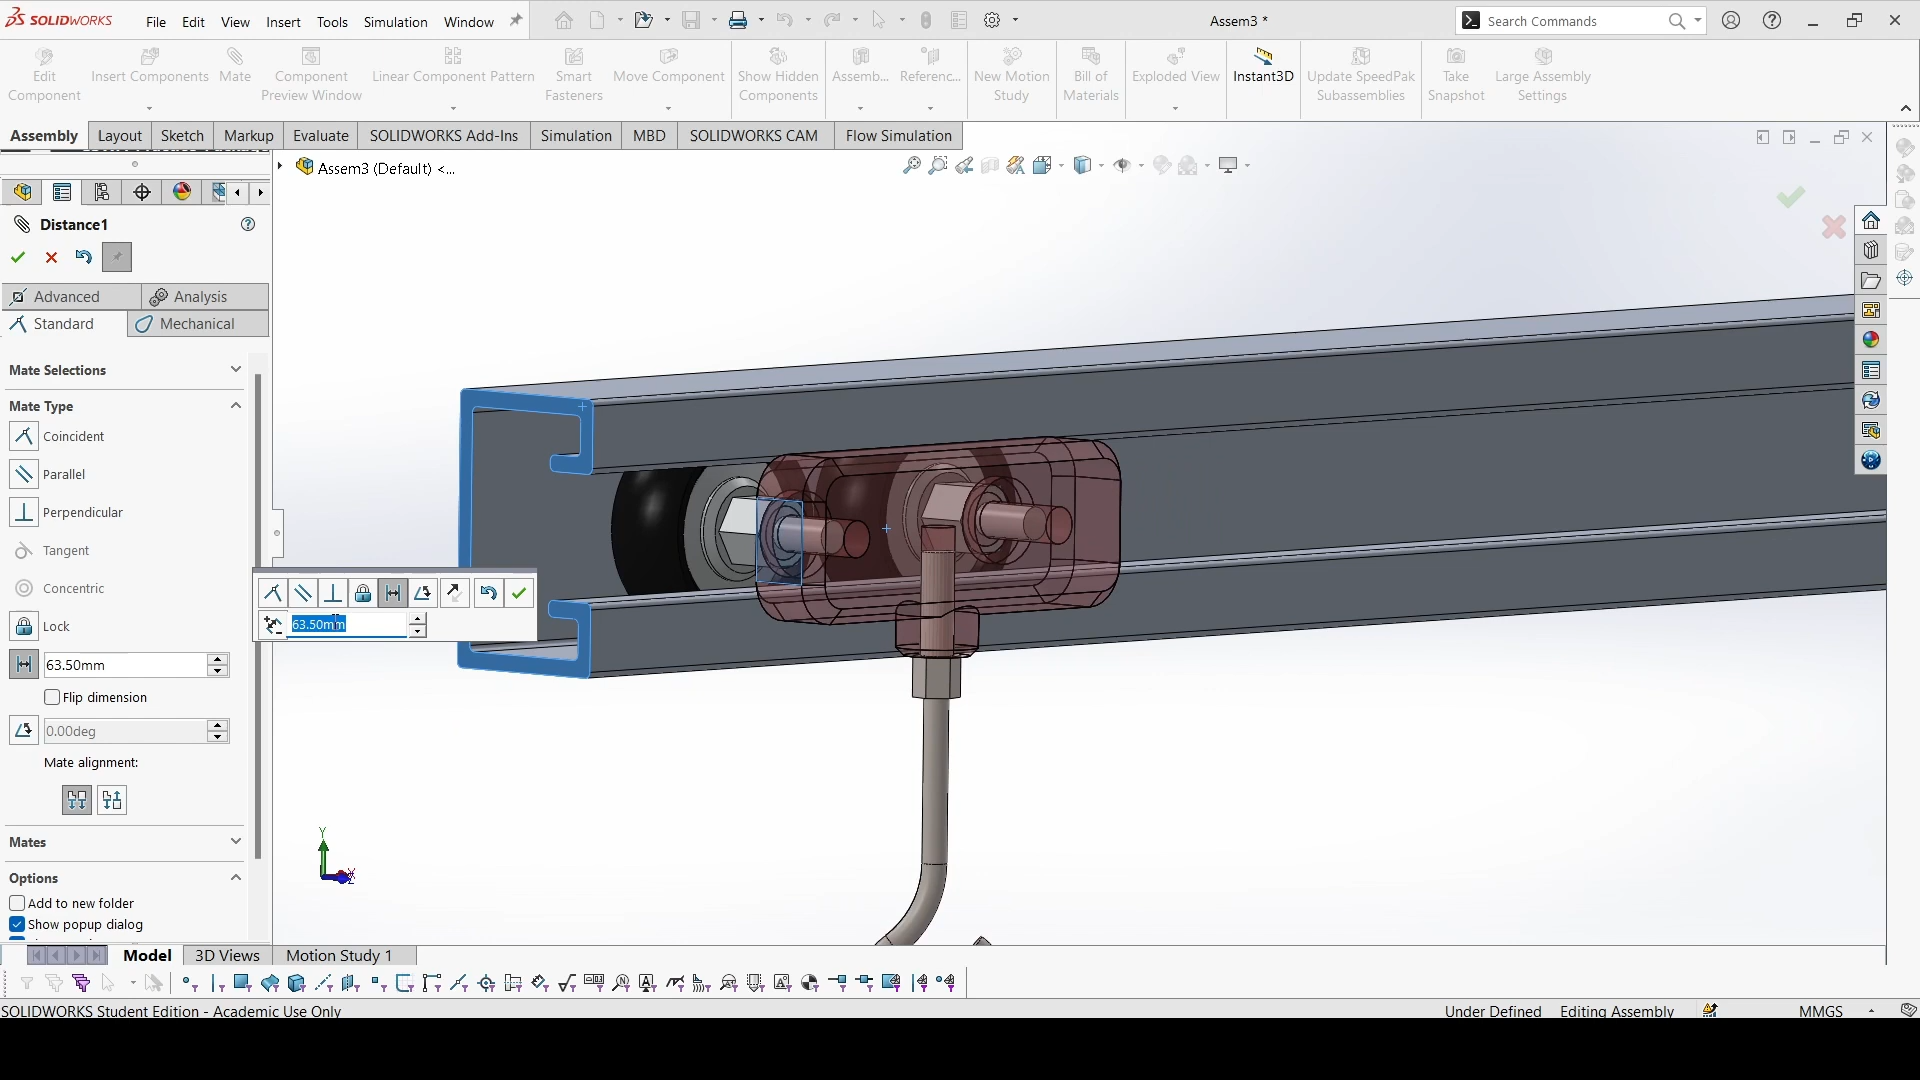 SOLIDWORKS File Edit View Insert Tools Simulation Window Assem3 * Search Commands
Edit Component Insert Components Mate Component Preview Window Linear Component Pattern Smart Fasteners Move Component Show Hidden Components Assemb... Referenc... New Motion Study Bill of Materials Exploded View Instant3D Update SpeedPak Subassemblies Take Snapshot Large Assembly Settings
Assembly Layout Sketch Markup Evaluate SOLIDWORKS Add-Ins Simulation MBD SOLIDWORKS CAM Flow Simulation
Assem3 (Default) <...
Distance1
Advanced Analysis
Standard Mechanical
Mate Selections
Mate Type
Coincident
Parallel
Perpendicular
Tangent
Concentric
Lock
63.50mm
63.50mm
Flip dimension
0.00deg
Mate alignment:
Mates
Options
Add to new folder
Show popup dialog
Y
Model 3D Views Motion Study 1
SOLIDWORKS Student Edition - Academic Use Only Under Defined Editing Assembly MMGS